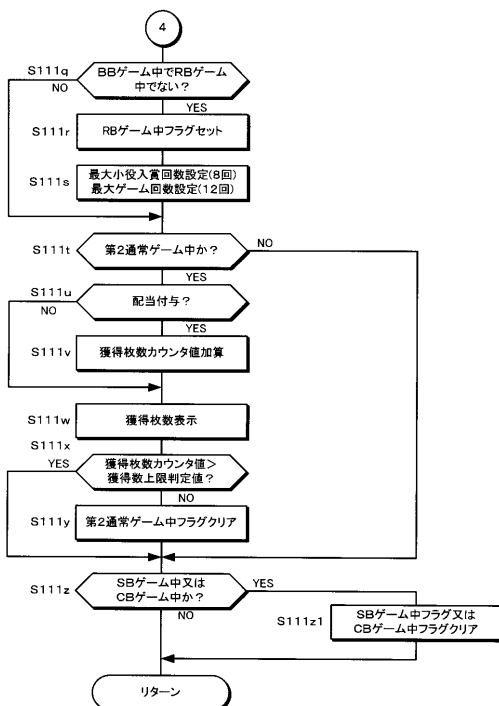 4
S111q
BBゲーム中でRBゲーム
中でない?
NO
YES
S111r
RBゲーム中フラグセット
S111s
最大小役入賞回数設定(8回)
最大ゲーム回数設定(12回)
S111t
第2通常ゲーム中か?
NO
YES
S111u
配当付与?
NO
YES
S111v
獲得枚数カウンタ値加算
S111w
獲得枚数表示
S111x
YES
獲得枚数カウンタ値>
獲得数上限判定値?
NO
S111y
第2通常ゲーム中フラグクリア
S111z
SBゲーム中又は
CBゲーム中か?
YES
NO
S111z1
SBゲーム中フラグ又は
CBゲーム中フラグクリア
リターン